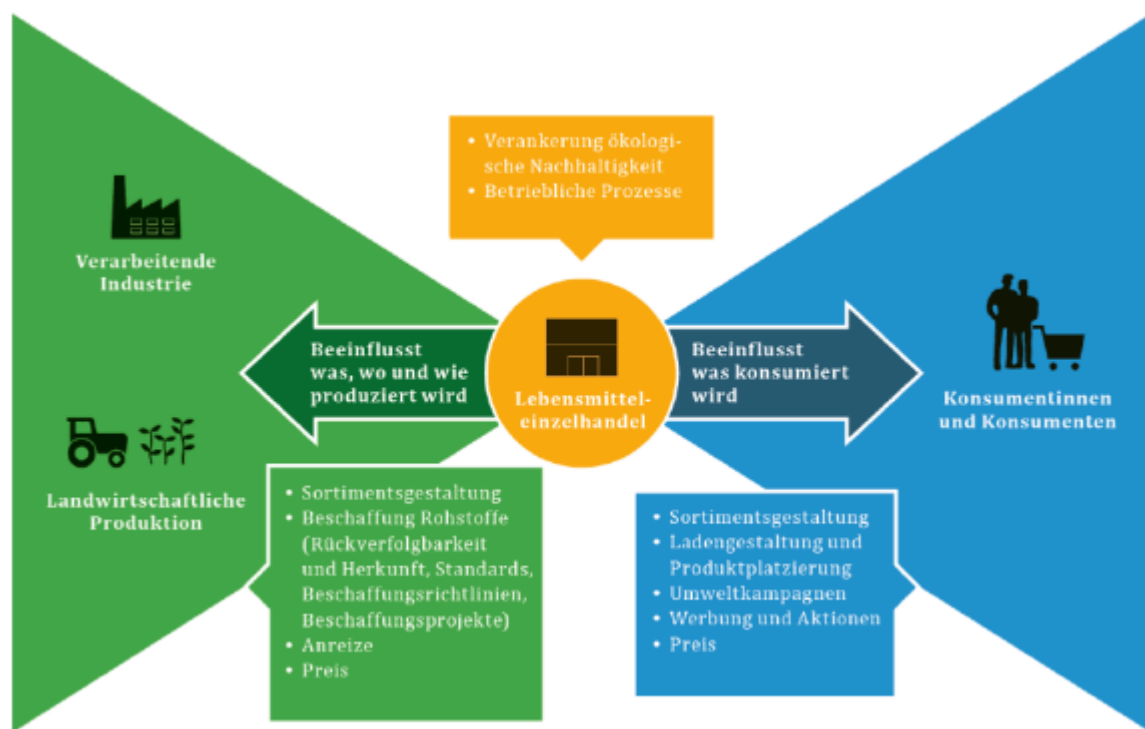 • Verankerung ökologi-
sche Nachhaltigkeit
• Betriebliche Prozesse
Verarbeitende
Industrie
Beeinflusst
was, wo und wie
produziert wird
Lebensmittel-
einzelhandel
Beeinflusst
was konsumiert
wird
Konsumentinnen
und Konsumenten
Landwirtschaftliche
Produktion
• Sortimentsgestaltung
• Beschaffung Rohstoffe
(Rückverfolgbarkeit
und Herkunft, Standards,
Beschaffungsrichtlinien,
Beschaffungsprojekte)
• Anreize
• Preis
• Sortimentsgestaltung
• Ladengestaltung und
Produktplatzierung
• Umweltkampagnen
• Werbung und Aktionen
• Preis